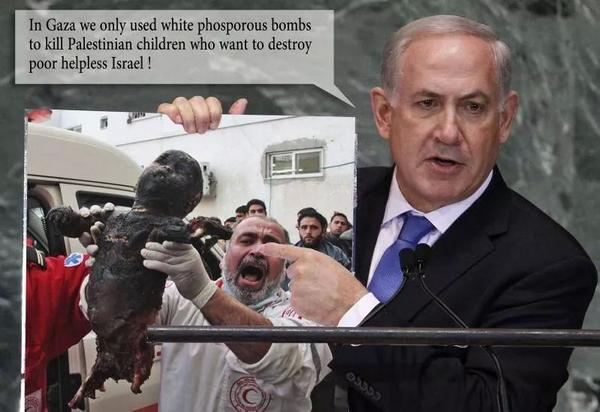 In Gaza we only used white phosporous bombs
to kill Palestinian children who want to destroy
poor helpless Israel !